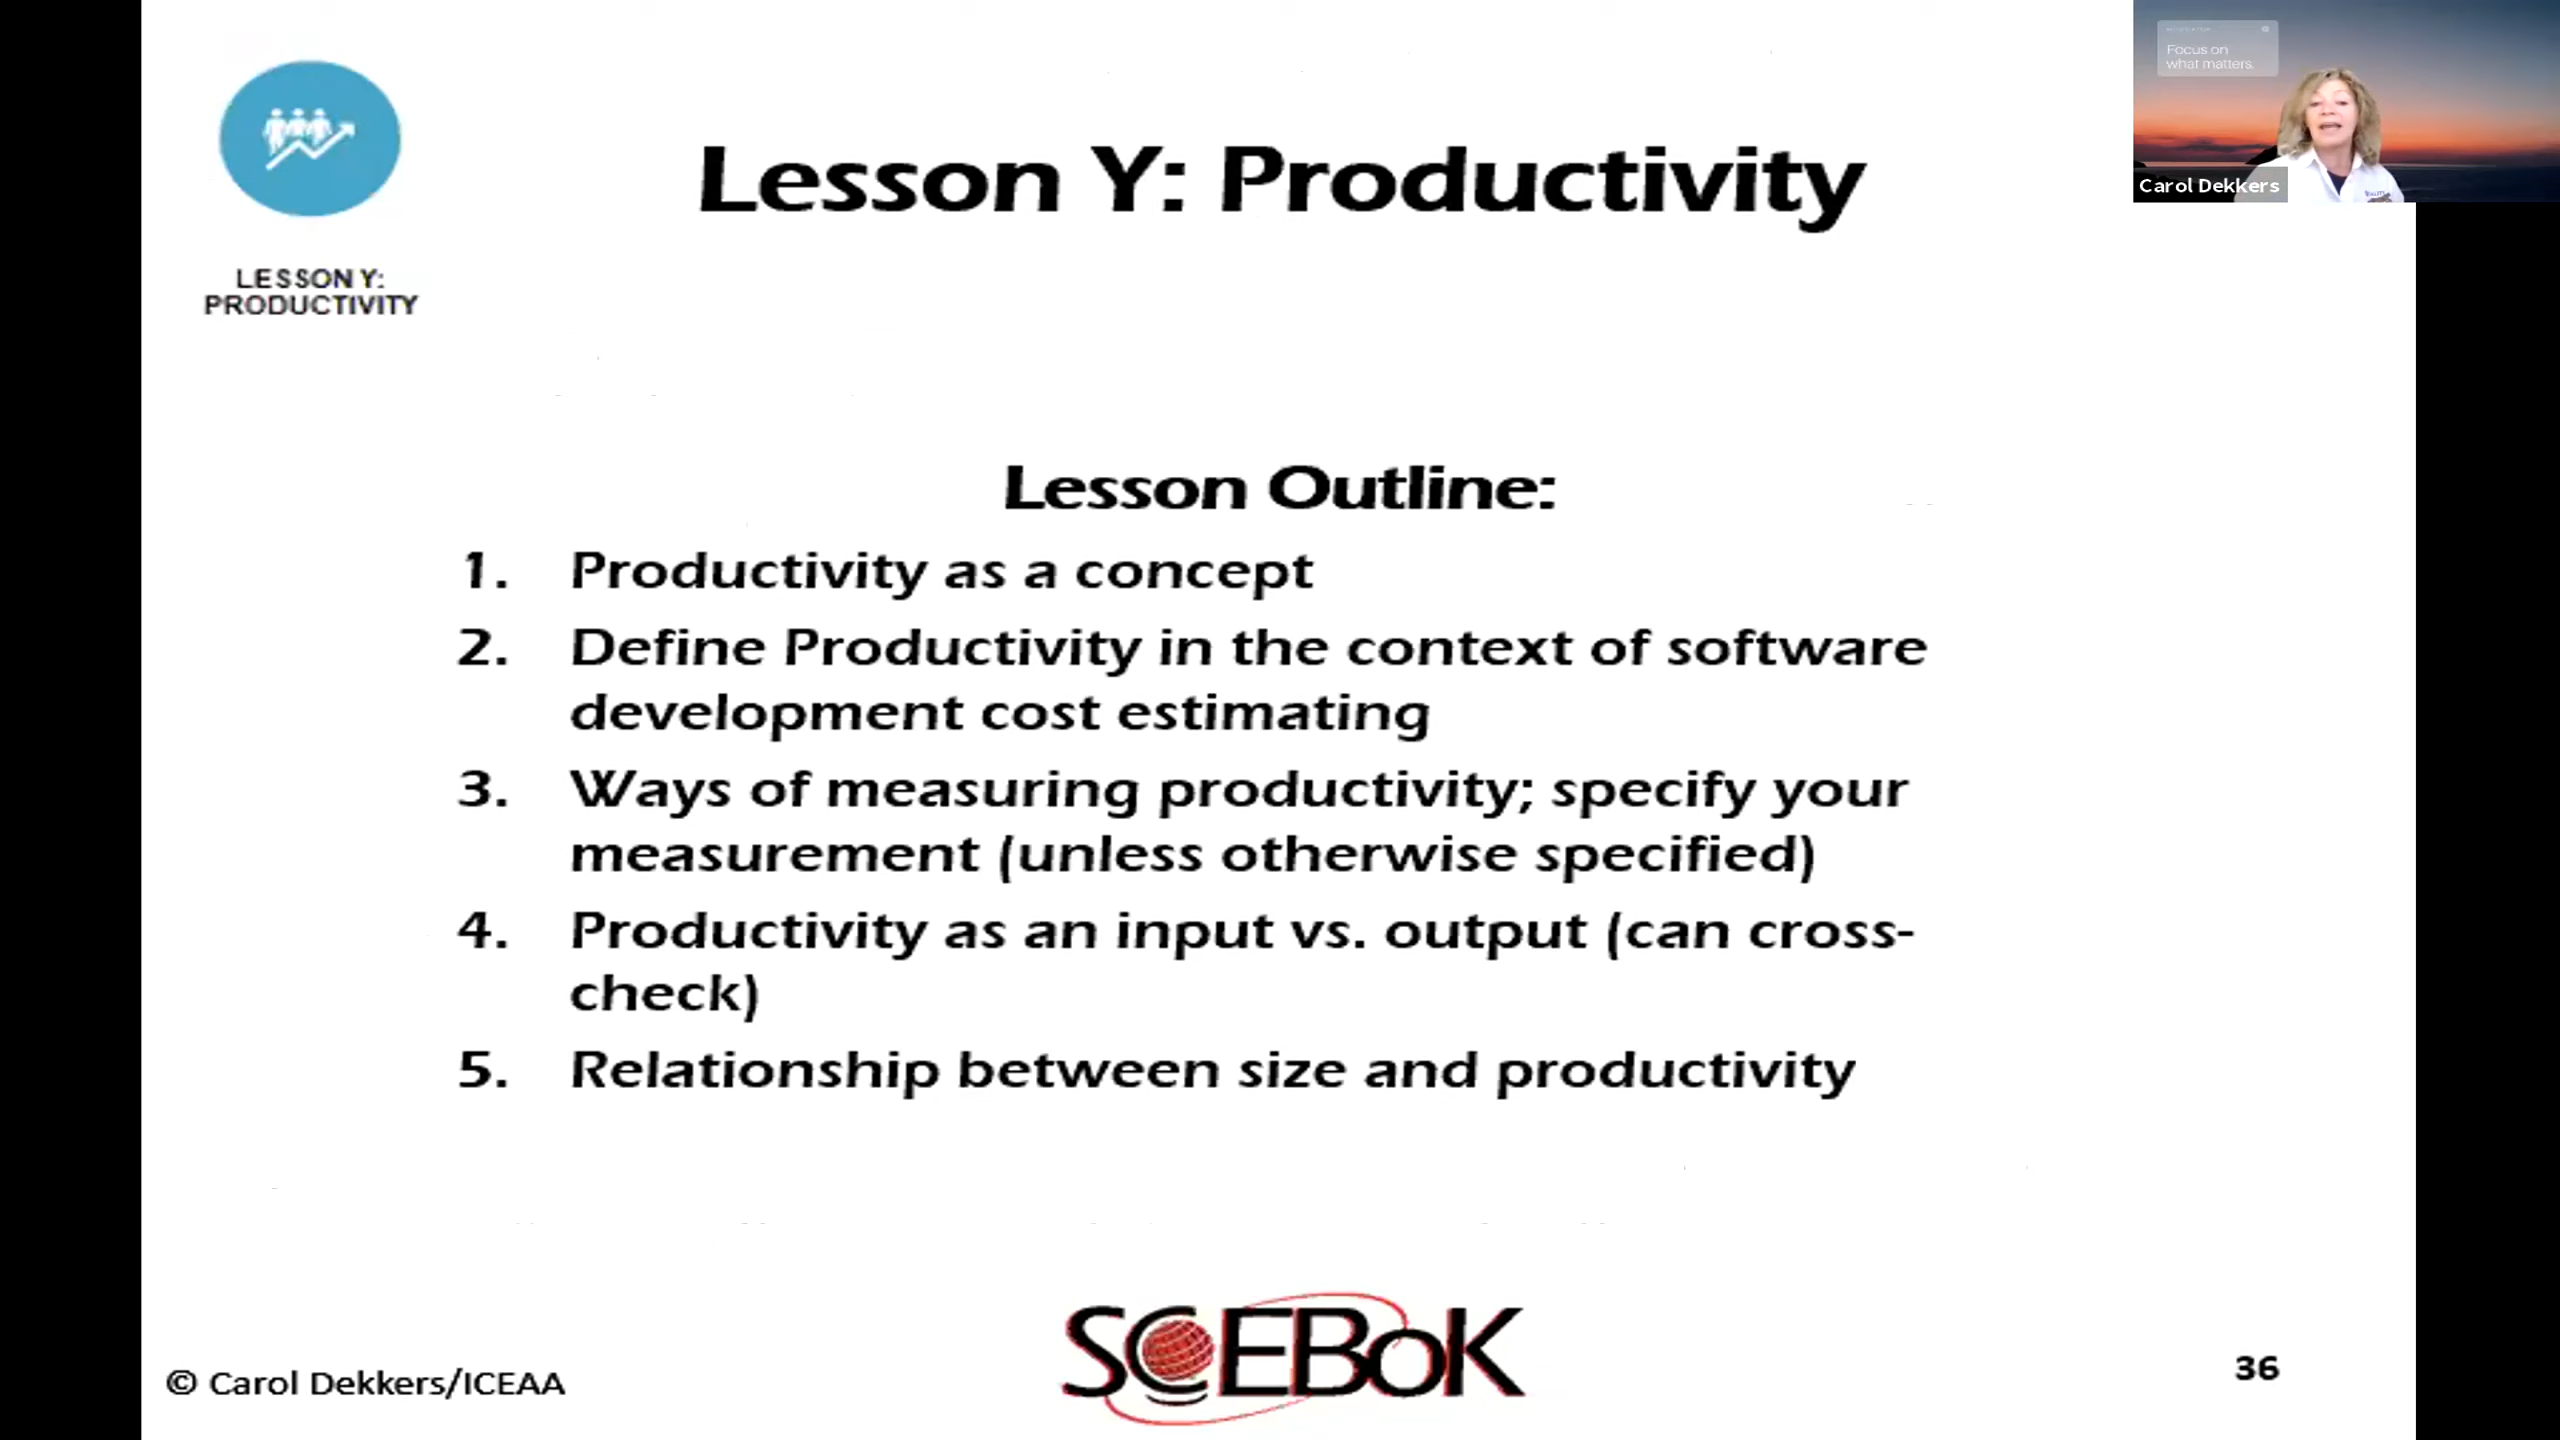 Focus on
what matters.
Carol Dekkers
Lesson Y: Productivity
LESSON Y:
PRODUCTIVITY
Lesson Outline:
1. Productivity as a concept
2. Define Productivity in the context of software
development cost estimating
3. Ways of measuring productivity; specify your
measurement (unless otherwise specified)
4. Productivity as an input vs. output (can cross-
check)
5. Relationship between size and productivity
© Carol Dekkers/ICEAA
SCEBoK
36